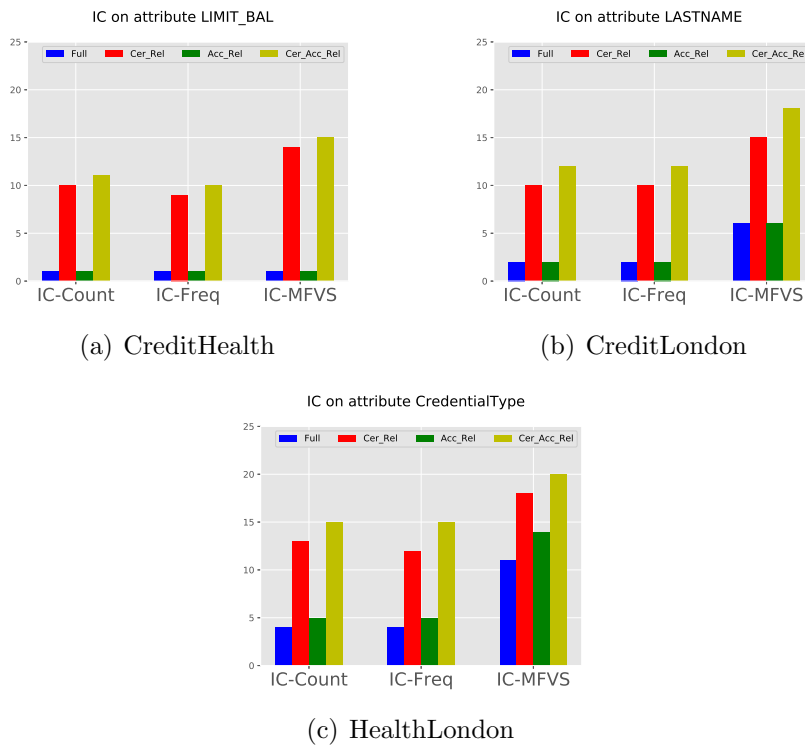 IC on attribute LIMIT_BAL
25
Full Cer_Rel Acc_Rel Cer_Acc_Rel
20
15
10
5
0
IC-Count IC-Freq IC-MFVS
(a) CreditHealth
IC on attribute LASTNAME
25
Full Cer_Rel Acc_Rel Cer_Acc_Rel
20
15
10
5
0
IC-Count IC-Freq IC-MFVS
(b) CreditLondon
IC on attribute CredentialType
25
Full Cer_Rel Acc_Rel Cer_Acc_Rel
20
15
10
5
0
IC-Count IC-Freq IC-MFVS
(c) HealthLondon